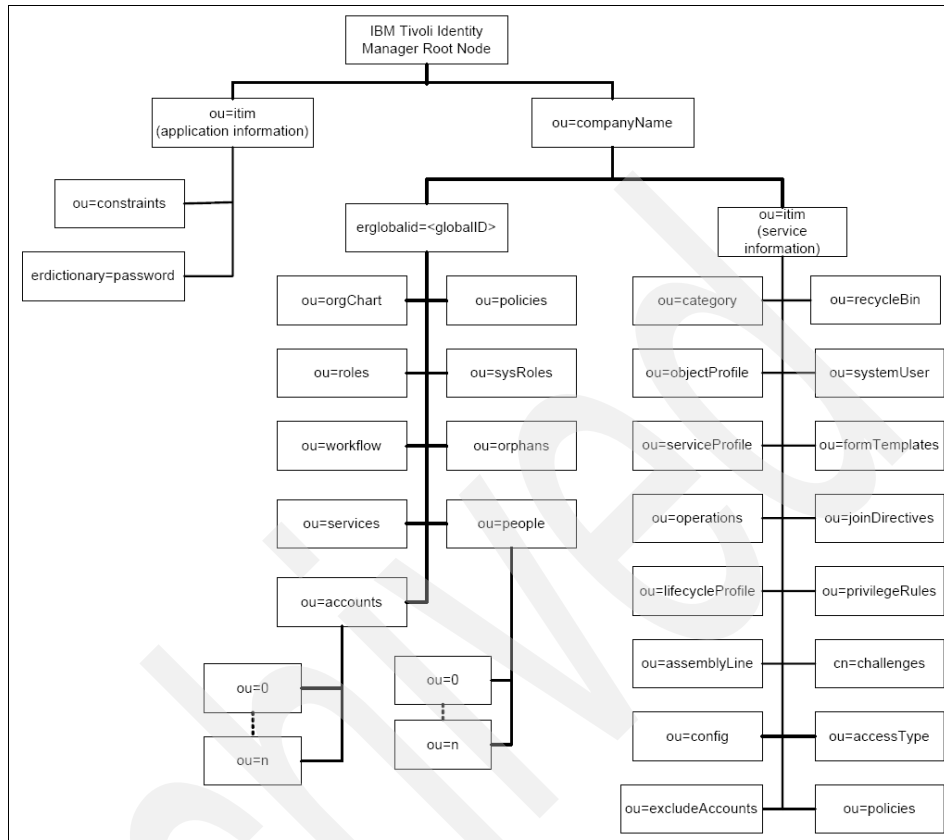 IBM Tivoli Identity
Manager Root Node
ou=itim
(application information)
ou=companyName
ou=constraints
erdictionary=password
erglobalid=<globalID>
ou=itim
(service
information)
ou=orgChart
ou=policies
ou=roles
ou=sysRoles
ou=workflow
ou=orphans
ou=services
ou=people
ou=accounts
ou=0
ou=n
ou=0
ou=n
ou=category
ou=recycleBin
ou=objectProfile
ou=systemUser
ou=serviceProfile
ou=formTemplates
ou=operations
ou=joinDirectives
ou=lifecycleProfile
ou=privilegeRules
ou=assemblyLine
cn=challenges
ou=config
ou=accessType
ou=excludeAccounts
ou=policies